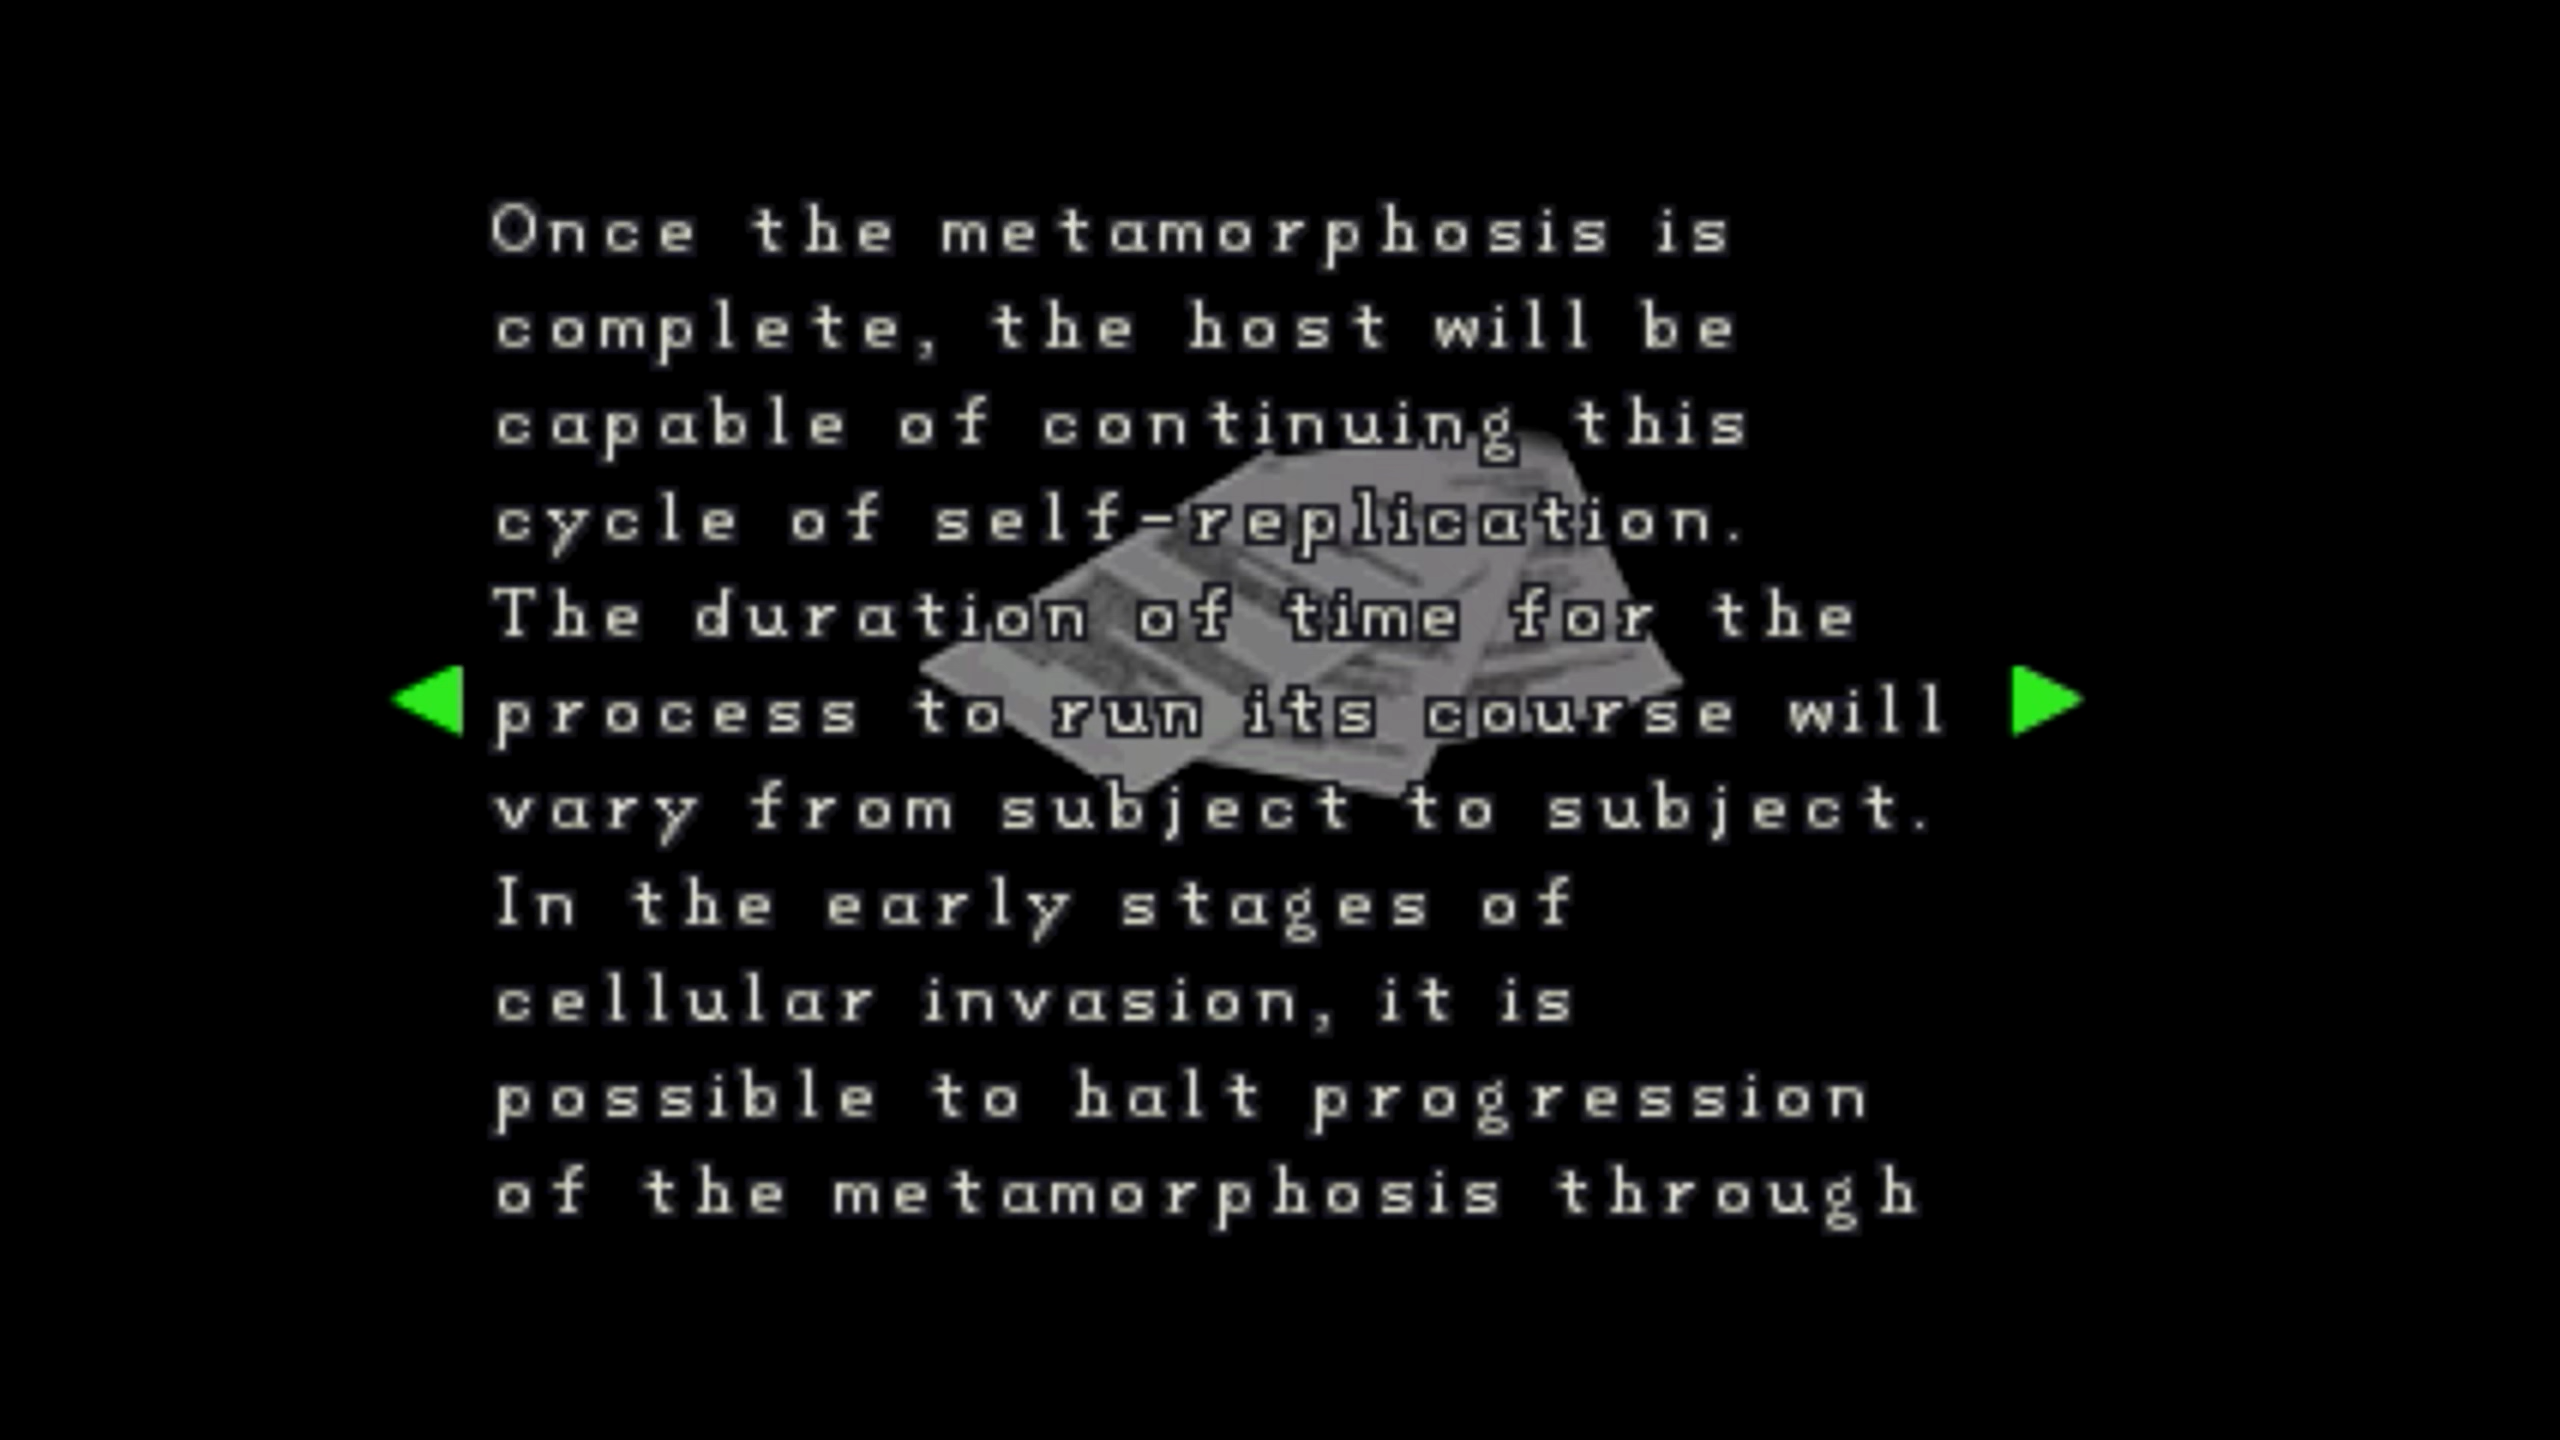 Once the metamorphosis is
complete, the host will be
capable of continuing this
cycle of self-replication.
The duration of time for the
process to run its course will
vary from subject to subject.
In the early stages of
cellular invasion, it is
possible to halt progression
of the metamorphosis through